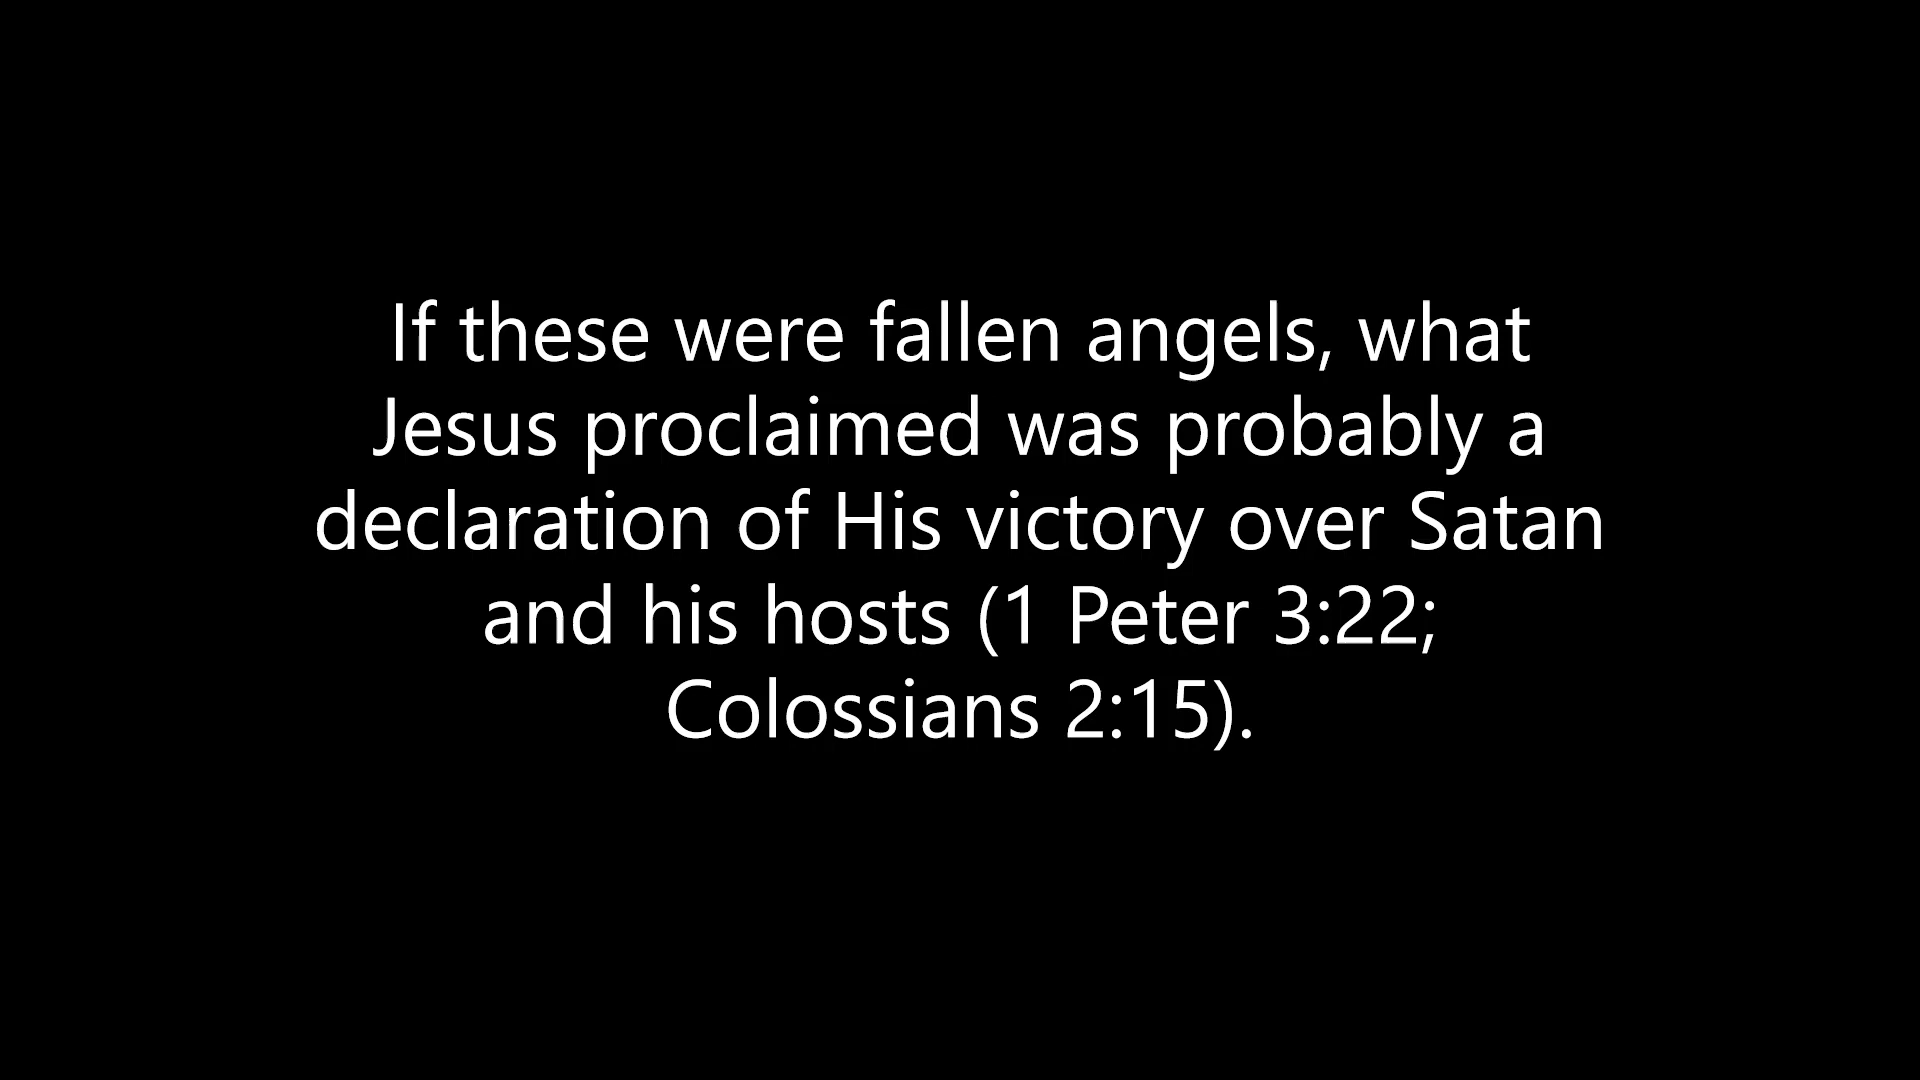 If these were fallen angels, what
Jesus proclaimed was probably a
declaration of His victory over Satan
and his hosts (1 Peter 3:22;
Colossians 2:15).